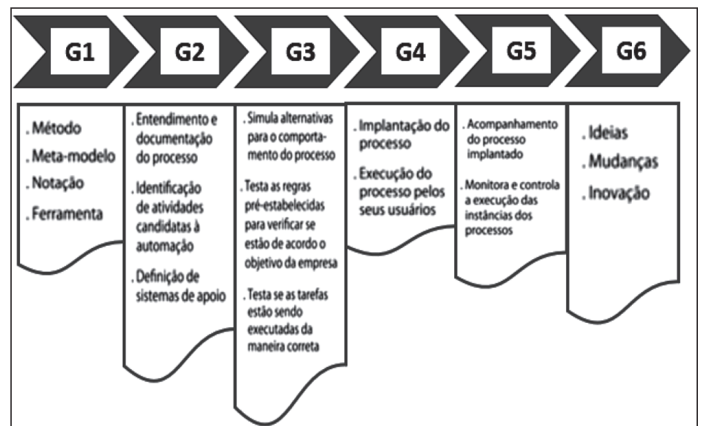 G1
G2
G3
G4
G5
G6
. Método
. Meta-modelo
. Notação
. Ferramenta
. Entendimento e
documentação
do processo
. Identificação
de atividades
candidatas à
automação
. Definição de
sistemas de apoio
. Simula alternativas
para o comporta-
mento do processo
. Testa as regras
pré-estabelecidas
para verificar se
estão de acordo o
objetivo da empresa
. Testa se as tarefas
estão sendo
executadas da
maneira correta
. Implantação do
processo
. Execução do
processo pelos
seus usuários
. Acompanhamento
do processo
implantado
. Monitora e controla
a execução das
instâncias dos
processos
. Ideias
. Mudanças
. Inovação